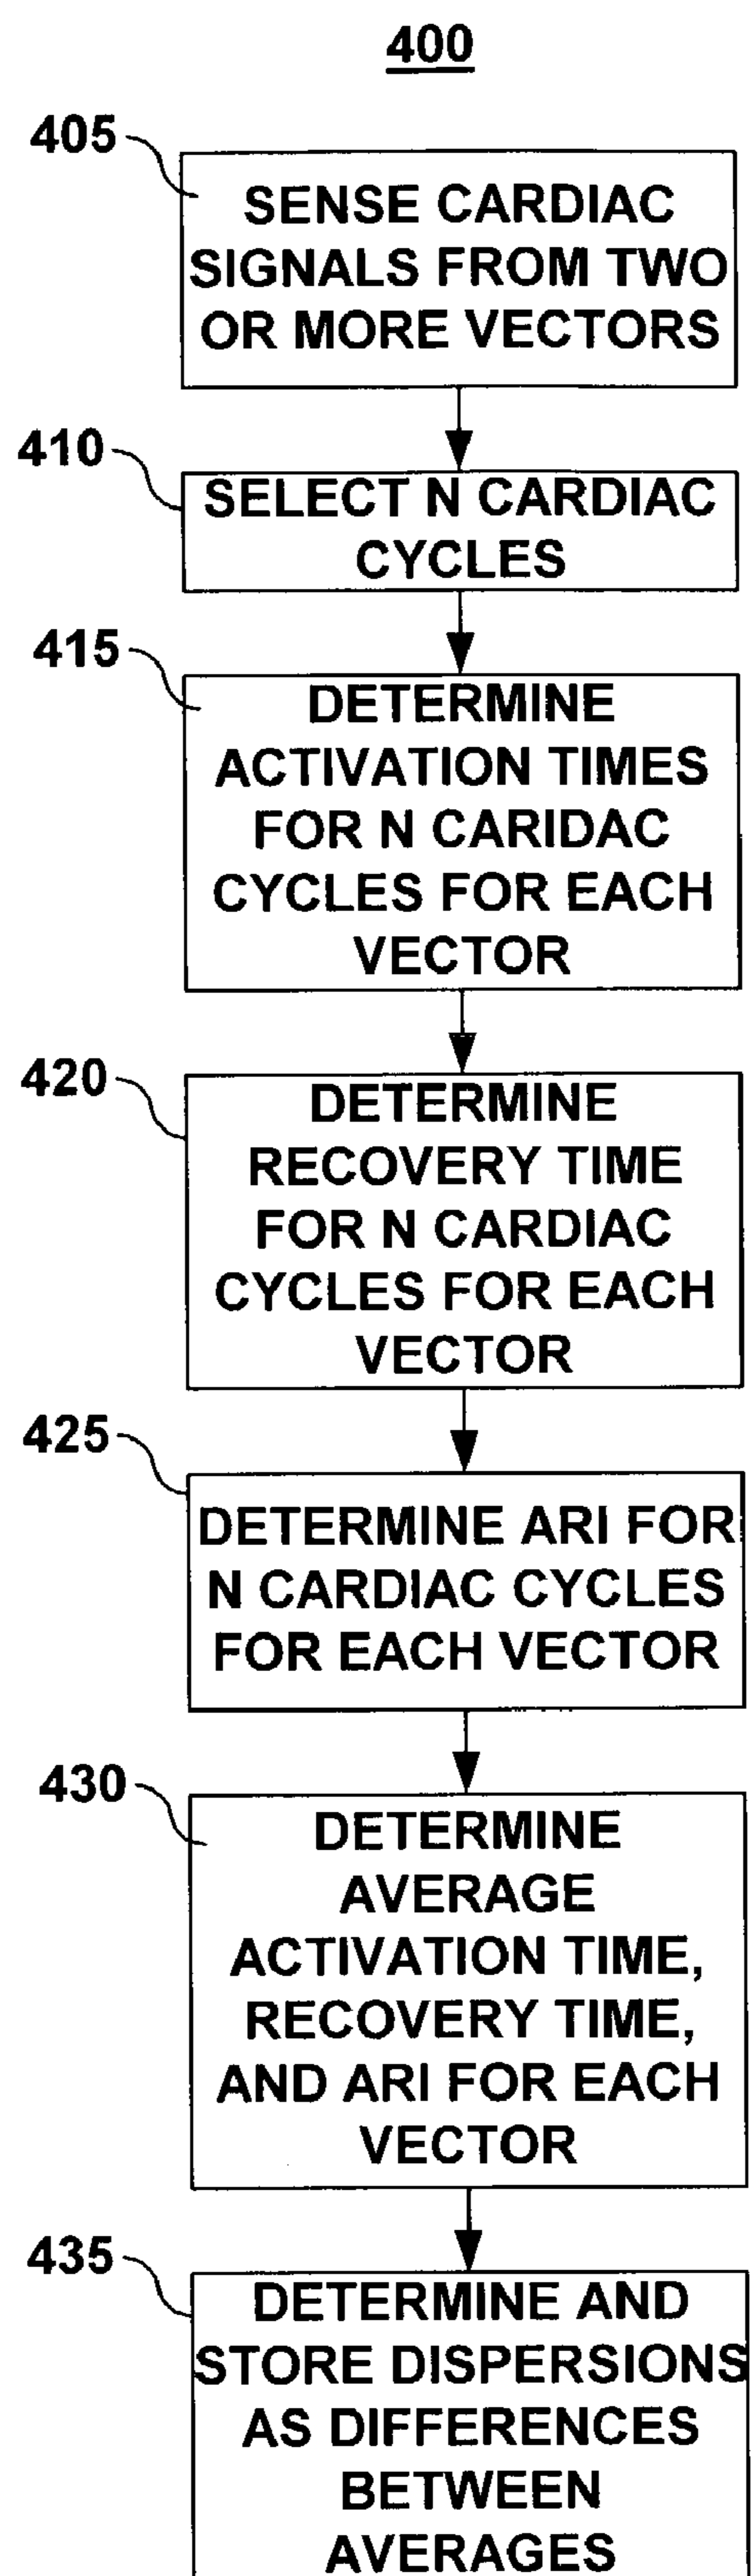 400
405
SENSE CARDIAC
SIGNALS FROM TWO
OR MORE VECTORS
410
SELECT N CARDIAC
CYCLES
415
DETERMINE
ACTIVATION TIMES
FOR N CARIDAC
CYCLES FOR EACH
VECTOR
420
DETERMINE
RECOVERY TIME
FOR N CARDIAC
CYCLES FOR EACH
VECTOR
425
DETERMINE ARI FOR
N CARDIAC CYCLES
FOR EACH VECTOR
430
DETERMINE
AVERAGE
ACTIVATION TIME,
RECOVERY TIME,
AND ARI FOR EACH
VECTOR
435
DETERMINE AND
STORE DISPERSIONS
AS DIFFERENCES
BETWEEN
AVERAGES